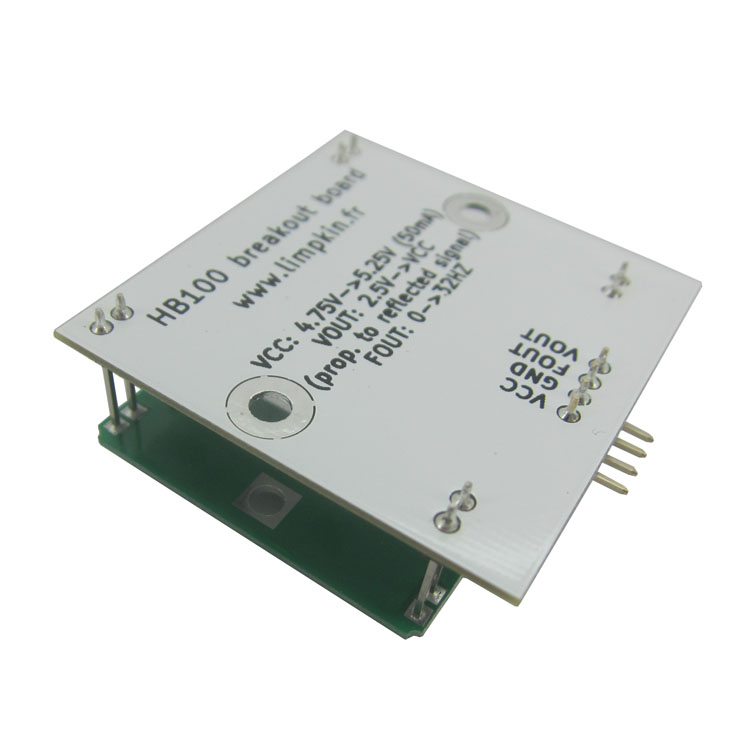 HB100 breakout board
www.limpkin.fr
VCC: 4.75V->5.25V (50mA)
VOUT: 2.5V->VCC
(prop. to reflected signal)
FOUT: 0->32HZ
VCC
GND
FOUT
VOUT